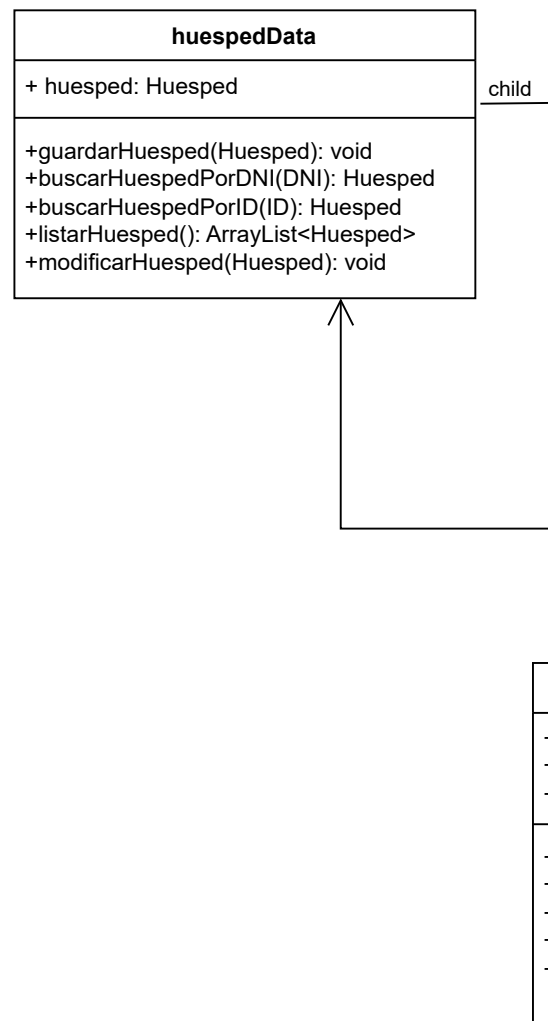 huespedData
+ huesped: Huesped
child
+guardarHuesped(Huesped): void
+buscarHuespedPorDNI(DNI): Huesped
+buscarHuespedPorID(ID): Huesped
+listarHuesped(): ArrayList<Huesped>
+modificarHuesped(Huesped): void